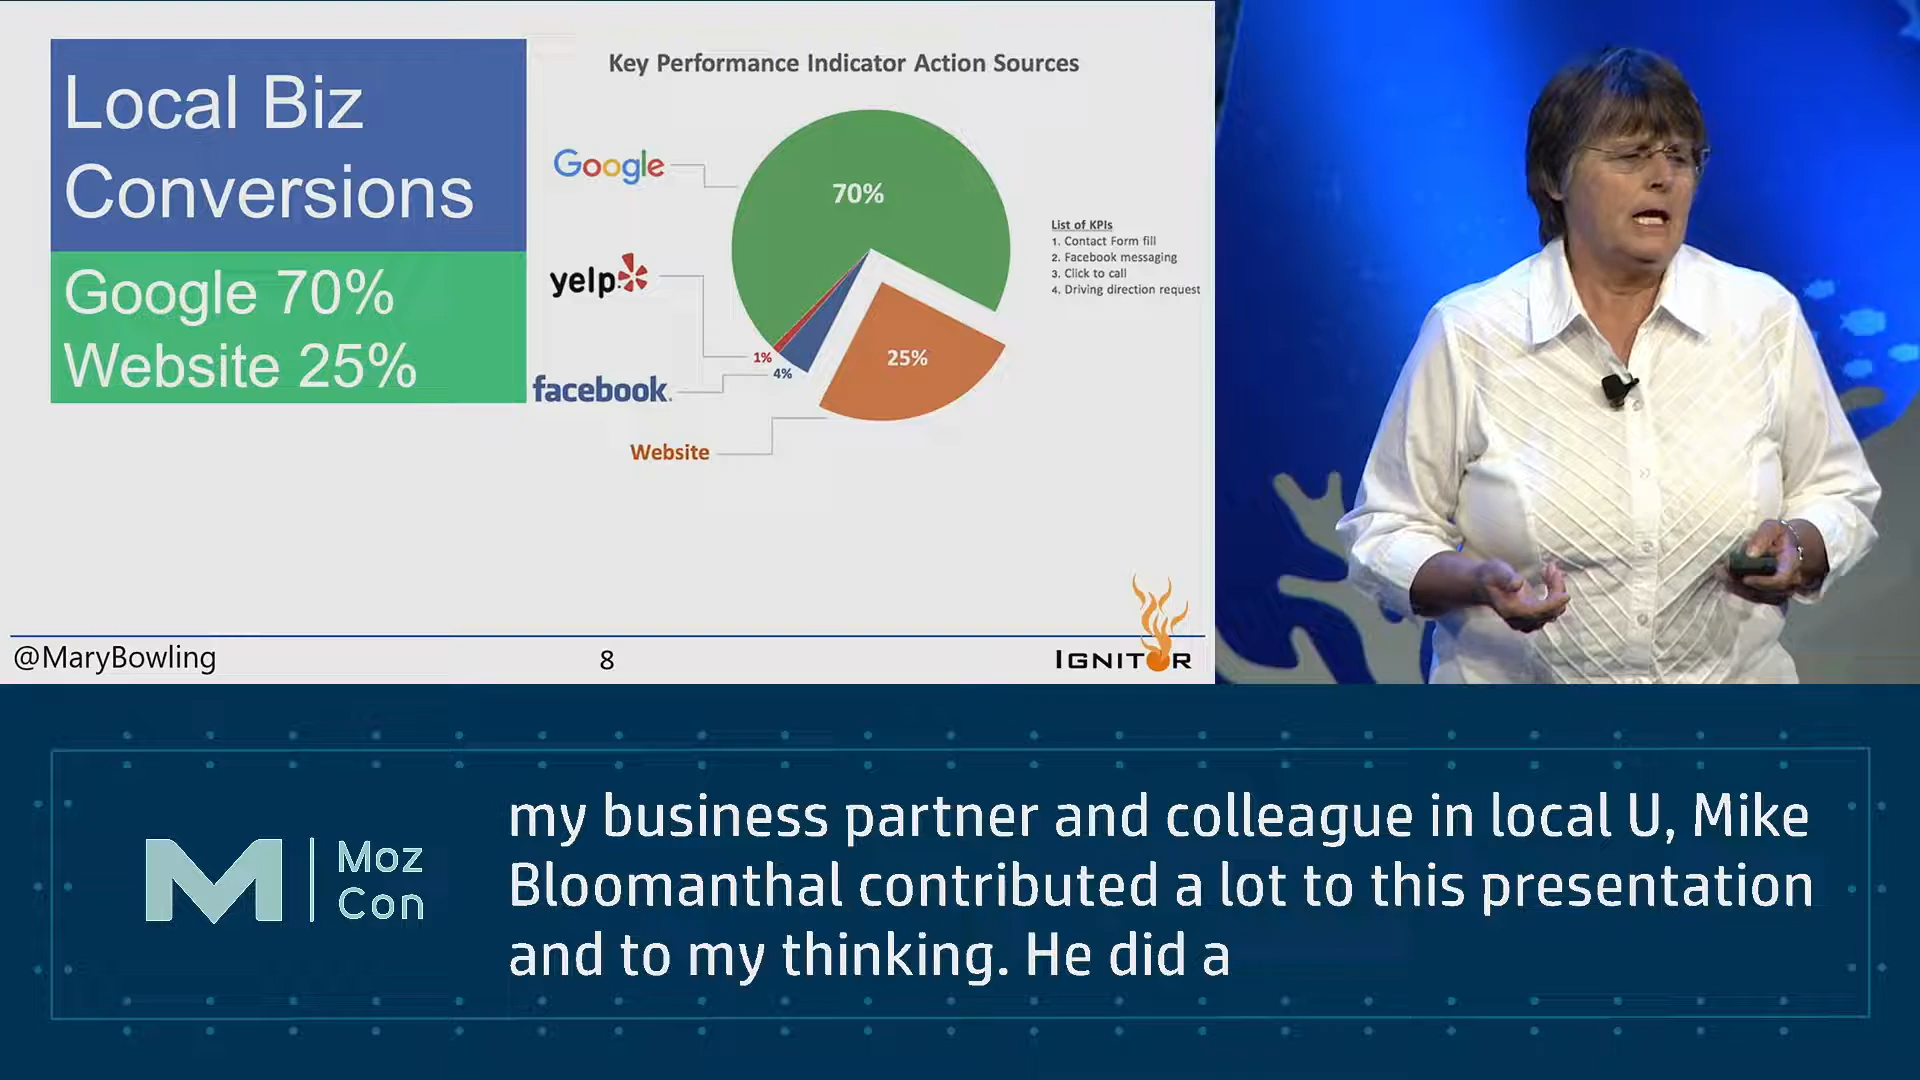 Local Biz
Conversions
Google 70%
Website 25%
Key Performance Indicator Action Sources
Google
70%
yelp
List of KPIs
1. Contact Form fill
2. Facebook messaging
3. Click to call
4. Driving direction request
1%
25%
4%
facebook.
Website
@MaryBowling
8
IGNITOR
Moz
Con
my business partner and colleague in local U, Mike
Bloomanthal contributed a lot to this presentation
and to my thinking. He did a